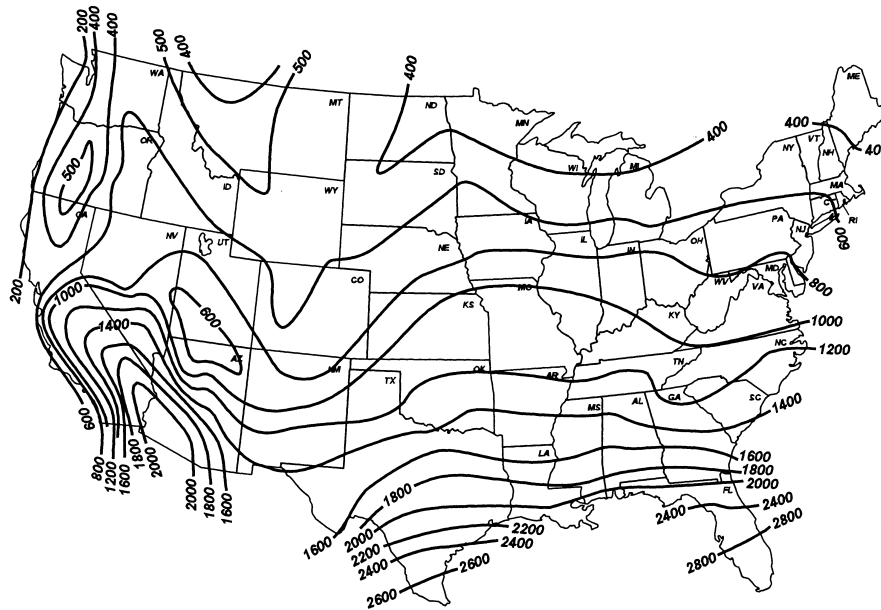 200
400
400
500
400
500
400
400
400
40
WA
MT
ND
MN
ME
VT
NH
NY
OR
ID
WY
SD
WI
MI
MA
C
RI
500
CA
NV
UT
NE
IA
IL
IN
OH
PA
NJ
600
200
1000
1400
600
CO
KS
MO
KY
WV
VA
MD
800
1000
AZ
NM
TX
OK
AR
TN
NC
1200
MS
AL
GA
SC
1400
LA
FL
600
800
1200
1600
1800
2000
2000
1800
1600
1600
1800
2000
1800
1600
2000
2200
2400
2600
2200
2400
2600
2400
2400
2800
2800